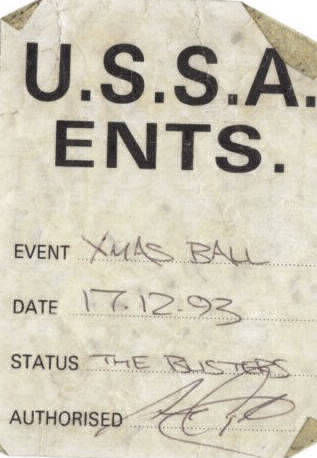 U.S.S.A.
ENTS.
EVENT XMAS BALL
DATE 17.12.93
STATUS THE BUSTERS
AUTHORISED